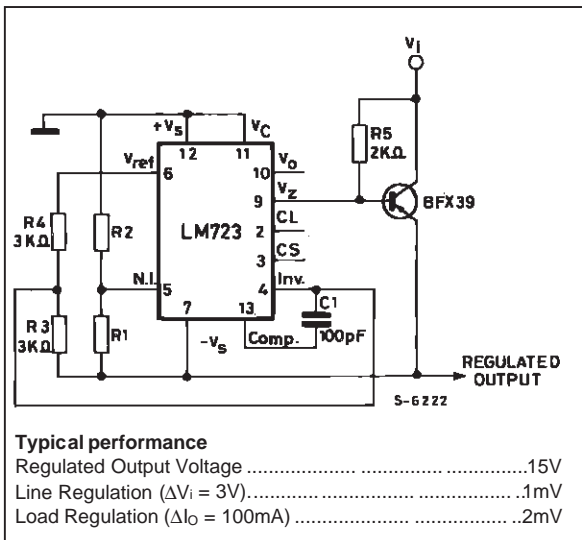 Vi
+Vs
VC
R5
2KΩ
12
11
Vref
6
10
Vo
9
Vz
BFX39
R4
3KΩ
R2
LM723
2
CL
3
CS
N.I.
5
4
Inv.
C1
7
13
R3
3KΩ
R1
-Vs
Comp.
100pF
REGULATED
OUTPUT
S-6222
Typical performance
Regulated Output Voltage .................... ................... ..................15V
Line Regulation (ΔVi = 3V).................... ................... ..................1mV
Load Regulation (ΔIO = 100mA) .................... ................... ..2mV